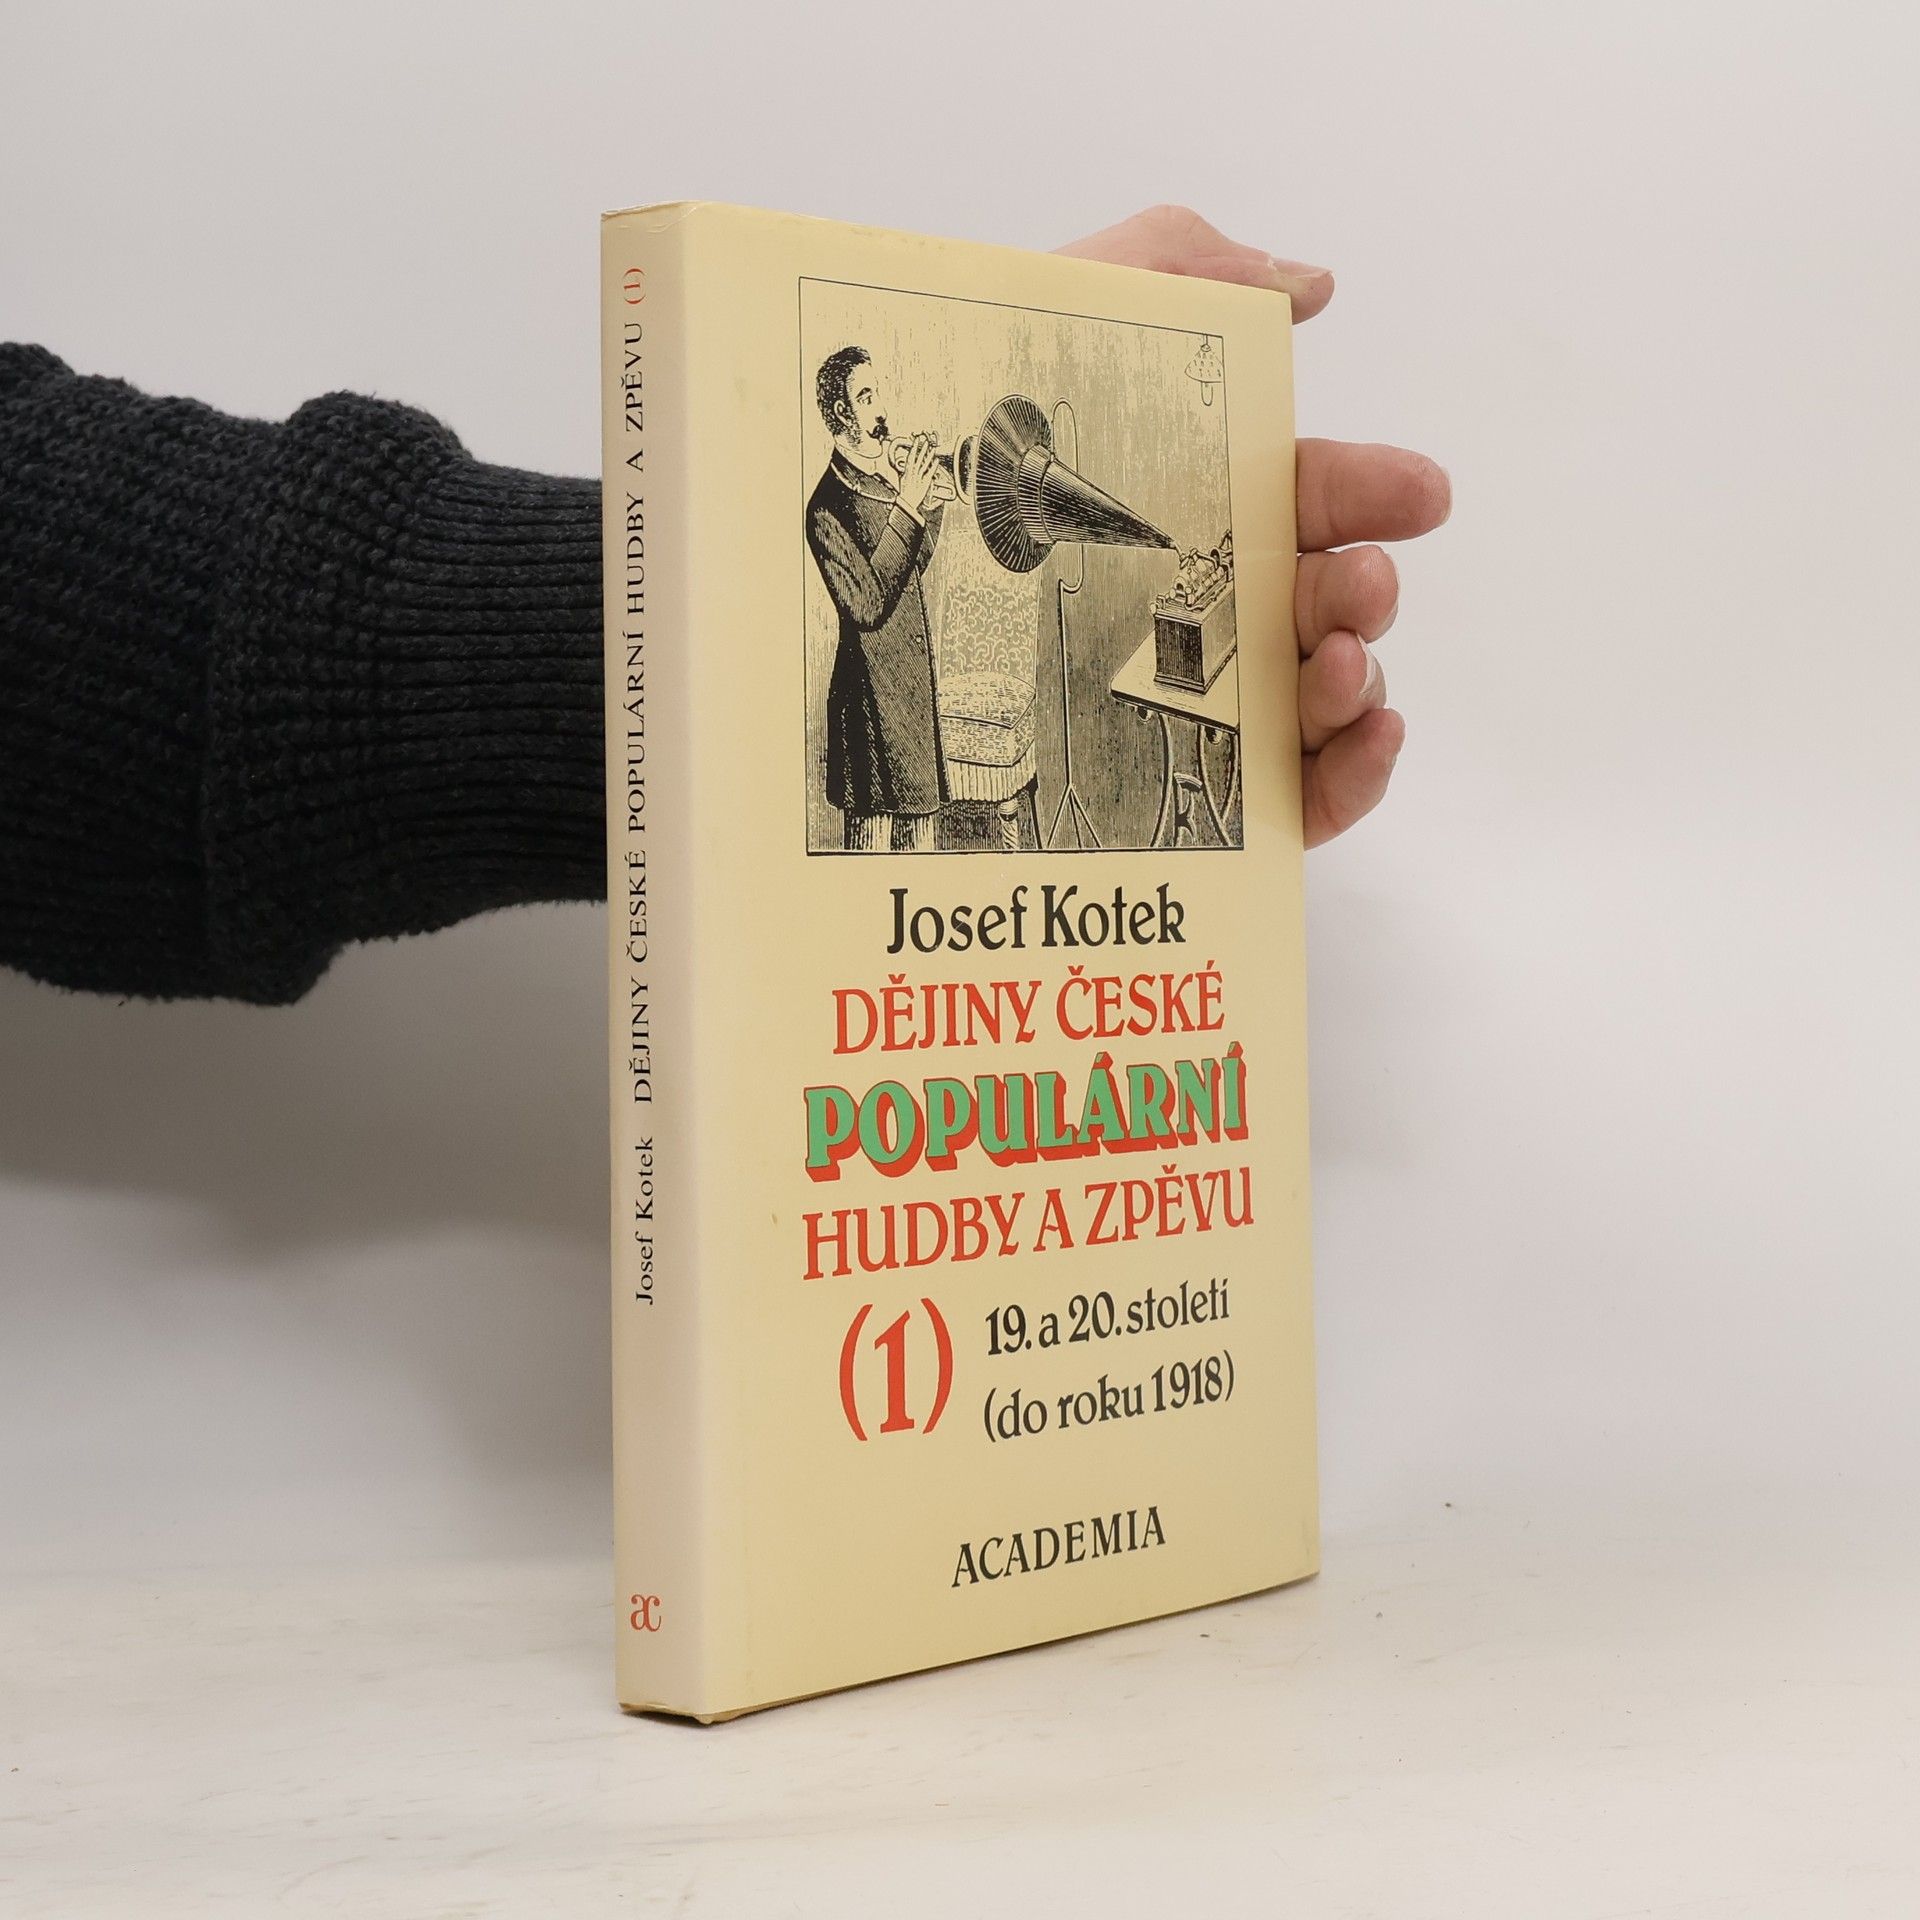 Josef Kotek DĚJINY ČESKÉ POPULÁRNÍ HUDBY A ZPĚVU (1.)
æ
Josef Kotek
DĚJINY ČESKÉ
POPULÁRNÍ
HUDBY A ZPĚVU
(1) 19. a 20. století
(do roku 1918)
ACADEMIA